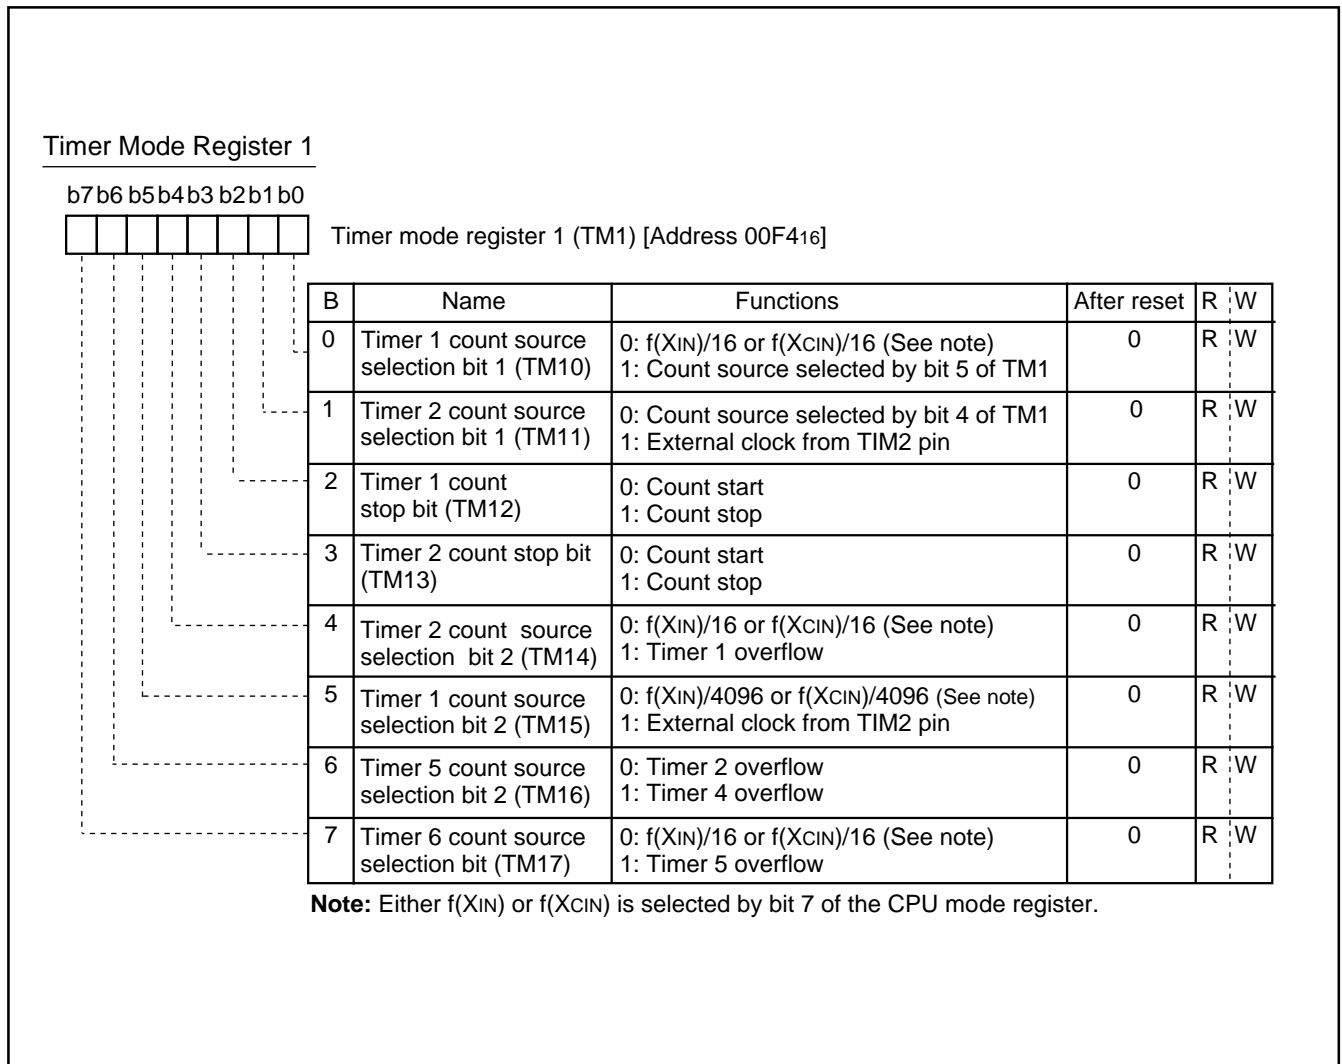 Timer Mode Register 1
b7 b6 b5 b4 b3 b2 b1 b0
Timer mode register 1 (TM1) [Address 00F416]
B Name Functions After reset R W
0 Timer 1 count source selection bit 1 (TM10) 0: f(XIN)/16 or f(XCIN)/16 (See note) 0 R W
1: Count source selected by bit 5 of TM1
1 Timer 2 count source selection bit 1 (TM11) 0: Count source selected by bit 4 of TM1 0 R W
1: External clock from TIM2 pin
2 Timer 1 count stop bit (TM12) 0: Count start 0 R W
1: Count stop
3 Timer 2 count stop bit (TM13) 0: Count start 0 R W
1: Count stop
4 Timer 2 count source selection bit 2 (TM14) 0: f(XIN)/16 or f(XCIN)/16 (See note) 0 R W
1: Timer 1 overflow
5 Timer 1 count source selection bit 2 (TM15) 0: f(XIN)/4096 or f(XCIN)/4096 (See note) 0 R W
1: External clock from TIM2 pin
6 Timer 5 count source selection bit 2 (TM16) 0: Timer 2 overflow 0 R W
1: Timer 4 overflow
7 Timer 6 count source selection bit (TM17) 0: f(XIN)/16 or f(XCIN)/16 (See note) 0 R W
1: Timer 5 overflow
Note: Either f(XIN) or f(XCIN) is selected by bit 7 of the CPU mode register.